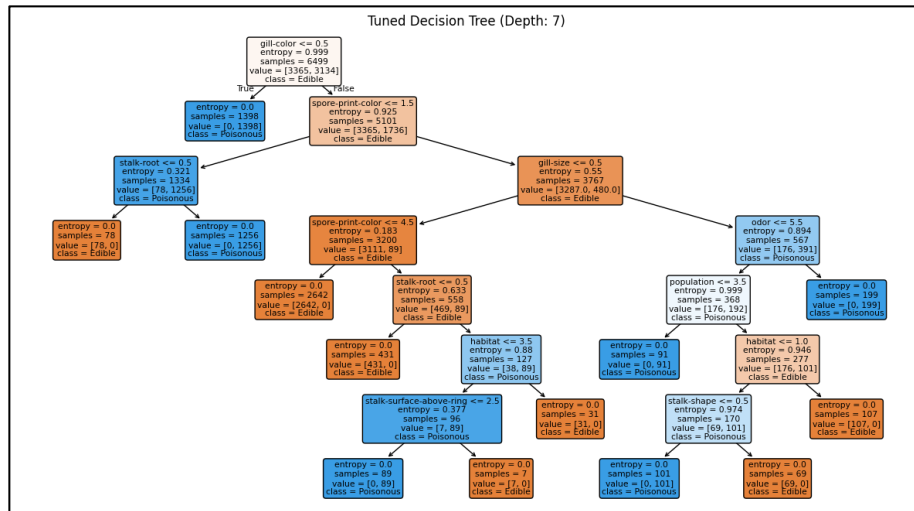 Tuned Decision Tree (Depth: 7)
gill-color <= 0.5
entropy = 0.999
samples = 6499
value = [3365, 3134]
class = Edible
True
False
entropy = 0.0
samples = 1398
value = [0, 1398]
class = Poisonous
spore-print-color <= 1.5
entropy = 0.925
samples = 5101
value = [3365, 1736]
class = Edible
stalk-root <= 0.5
entropy = 0.321
samples = 1334
value = [78, 1256]
class = Poisonous
gill-size <= 0.5
entropy = 0.55
samples = 3767
value = [3287.0, 480.0]
class = Edible
entropy = 0.0
samples = 78
value = [78, 0]
class = Edible
entropy = 0.0
samples = 1256
value = [0, 1256]
class = Poisonous
spore-print-color <= 4.5
entropy = 0.183
samples = 3200
value = [3111, 89]
class = Edible
odor <= 5.5
entropy = 0.894
samples = 567
value = [176, 391]
class = Poisonous
entropy = 0.0
samples = 2642
value = [2642, 0]
class = Edible
stalk-root <= 0.5
entropy = 0.633
samples = 558
value = [469, 89]
class = Edible
population <= 3.5
entropy = 0.999
samples = 368
value = [176, 192]
class = Poisonous
entropy = 0.0
samples = 199
value = [0, 199]
class = Poisonous
entropy = 0.0
samples = 431
value = [431, 0]
class = Edible
habitat <= 3.5
entropy = 0.88
samples = 127
value = [38, 89]
class = Poisonous
entropy = 0.0
samples = 91
value = [0, 91]
class = Poisonous
habitat <= 1.0
entropy = 0.946
samples = 277
value = [176, 101]
class = Edible
stalk-surface-above-ring <= 2.5
entropy = 0.377
samples = 96
value = [7, 89]
class = Poisonous
entropy = 0.0
samples = 31
value = [31, 0]
class = Edible
stalk-shape <= 0.5
entropy = 0.974
samples = 170
value = [69, 101]
class = Poisonous
entropy = 0.0
samples = 107
value = [107, 0]
class = Edible
entropy = 0.0
samples = 89
value = [0, 89]
class = Poisonous
entropy = 0.0
samples = 7
value = [7, 0]
class = Edible
entropy = 0.0
samples = 101
value = [0, 101]
class = Poisonous
entropy = 0.0
samples = 69
value = [69, 0]
class = Edible